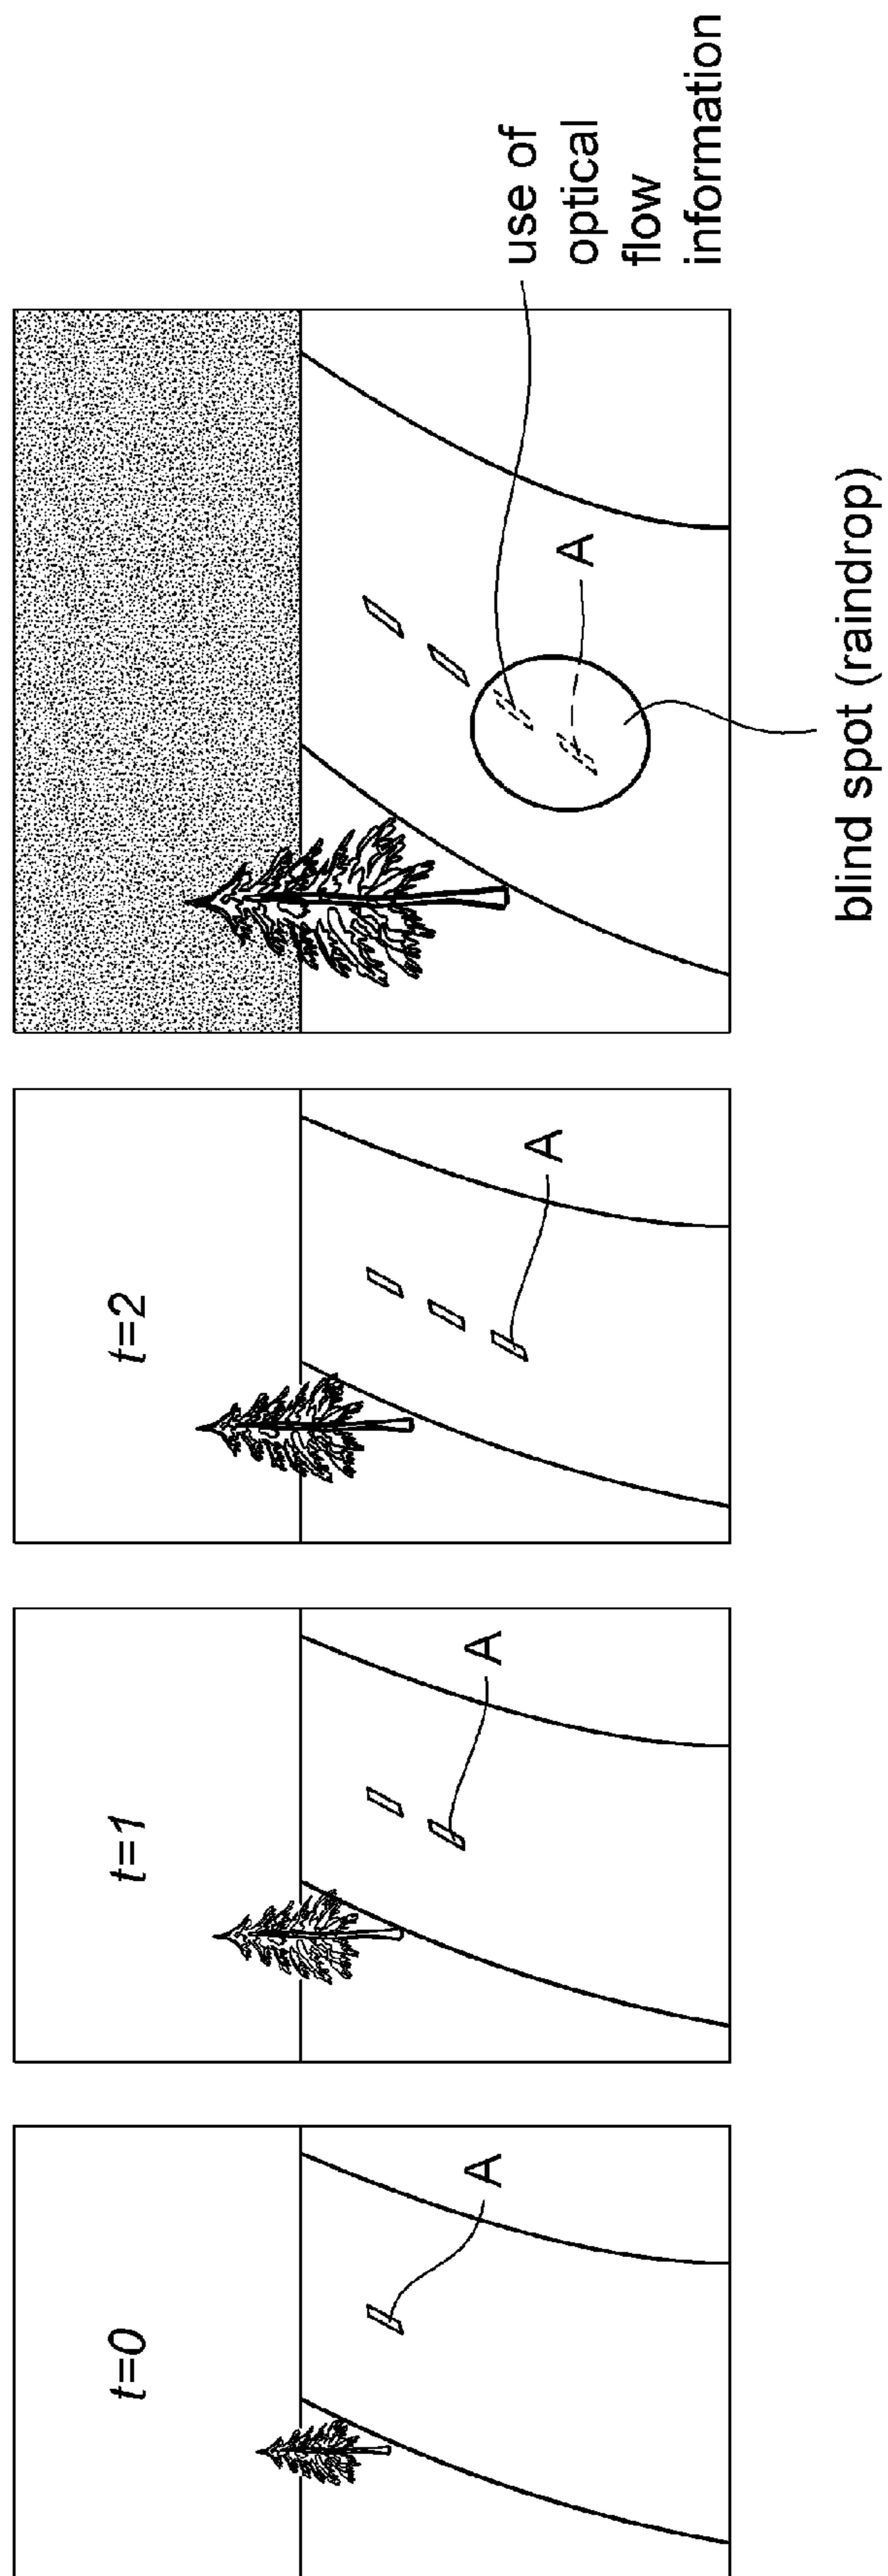 t=0
A
t=1
A
t=2
A
A
use of
optical
flow
information
blind spot (raindrop)